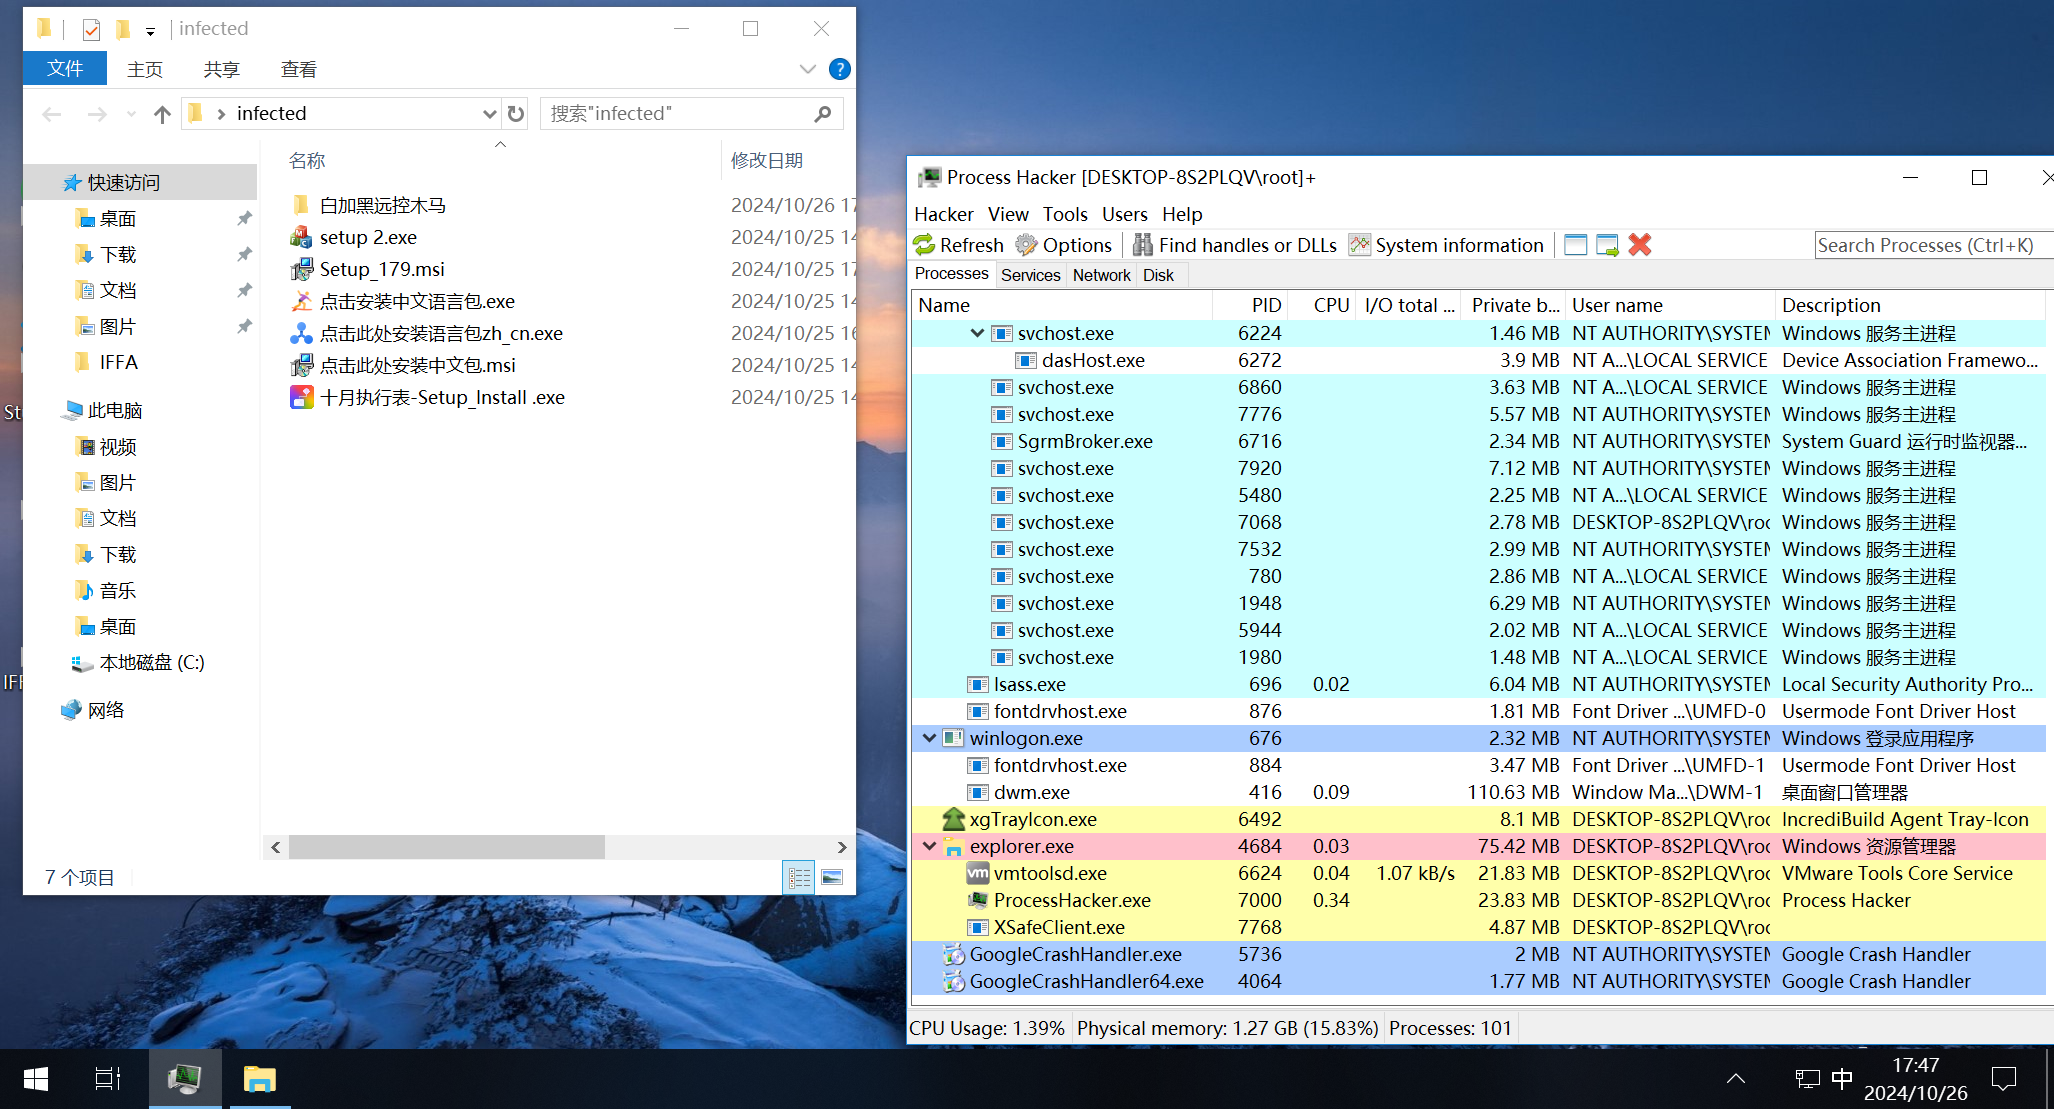 infected
文件
主页
共享
查看
infected
搜索"infected"
名称
修改日期
快速访问
桌面
下载
文档
图片
IFFA
此电脑
视频
图片
文档
下载
音乐
桌面
本地磁盘 (C:)
网络
白加黑远控木马 2024/10/26 17
setup 2.exe 2024/10/25 14
Setup_179.msi 2024/10/25 17
点击安装中文语言包.exe 2024/10/25 14
点击此处安装语言包zh_cn.exe 2024/10/25 16
点击此处安装中文包.msi 2024/10/25 14
十月执行表-Setup_Install .exe 2024/10/25 14
7 个项目
St
IFF
Process Hacker [DESKTOP-8S2PLQV\root]+
Hacker View Tools Users Help
Refresh Options Find handles or DLLs System information Search Processes (Ctrl+K)
Processes Services Network Disk
Name PID CPU I/O total ... Private b... User name Description
svchost.exe 6224 1.46 MB NT AUTHORITY\SYSTEM Windows 服务主进程
dasHost.exe 6272 3.9 MB NT A...\LOCAL SERVICE Device Association Framewo...
svchost.exe 6860 3.63 MB NT A...\LOCAL SERVICE Windows 服务主进程
svchost.exe 7776 5.57 MB NT AUTHORITY\SYSTEM Windows 服务主进程
SgrmBroker.exe 6716 2.34 MB NT AUTHORITY\SYSTEM System Guard 运行时监视器...
svchost.exe 7920 7.12 MB NT AUTHORITY\SYSTEM Windows 服务主进程
svchost.exe 5480 2.25 MB NT A...\LOCAL SERVICE Windows 服务主进程
svchost.exe 7068 2.78 MB DESKTOP-8S2PLQV\roo Windows 服务主进程
svchost.exe 7532 2.99 MB NT AUTHORITY\SYSTEM Windows 服务主进程
svchost.exe 780 2.86 MB NT A...\LOCAL SERVICE Windows 服务主进程
svchost.exe 1948 6.29 MB NT AUTHORITY\SYSTEM Windows 服务主进程
svchost.exe 5944 2.02 MB NT A...\LOCAL SERVICE Windows 服务主进程
svchost.exe 1980 1.48 MB NT A...\LOCAL SERVICE Windows 服务主进程
lsass.exe 696 0.02 6.04 MB NT AUTHORITY\SYSTEM Local Security Authority Pro...
fontdrvhost.exe 876 1.81 MB Font Driver ...\UMFD-0 Usermode Font Driver Host
winlogon.exe 676 2.32 MB NT AUTHORITY\SYSTEM Windows 登录应用程序
fontdrvhost.exe 884 3.47 MB Font Driver ...\UMFD-1 Usermode Font Driver Host
dwm.exe 416 0.09 110.63 MB Window Ma...\DWM-1 桌面窗口管理器
xgTrayIcon.exe 6492 8.1 MB DESKTOP-8S2PLQV\roo IncrediBuild Agent Tray-Icon
explorer.exe 4684 0.03 75.42 MB DESKTOP-8S2PLQV\roo Windows 资源管理器
vmtoolsd.exe 6624 0.04 1.07 kB/s 21.83 MB DESKTOP-8S2PLQV\roo VMware Tools Core Service
ProcessHacker.exe 7000 0.34 23.83 MB DESKTOP-8S2PLQV\roo Process Hacker
XSafeClient.exe 7768 4.87 MB DESKTOP-8S2PLQV\roo
GoogleCrashHandler.exe 5736 2 MB NT AUTHORITY\SYSTEM Google Crash Handler
GoogleCrashHandler64.exe 4064 1.77 MB NT AUTHORITY\SYSTEM Google Crash Handler
CPU Usage: 1.39% Physical memory: 1.27 GB (15.83%) Processes: 101
中
17:47
2024/10/26